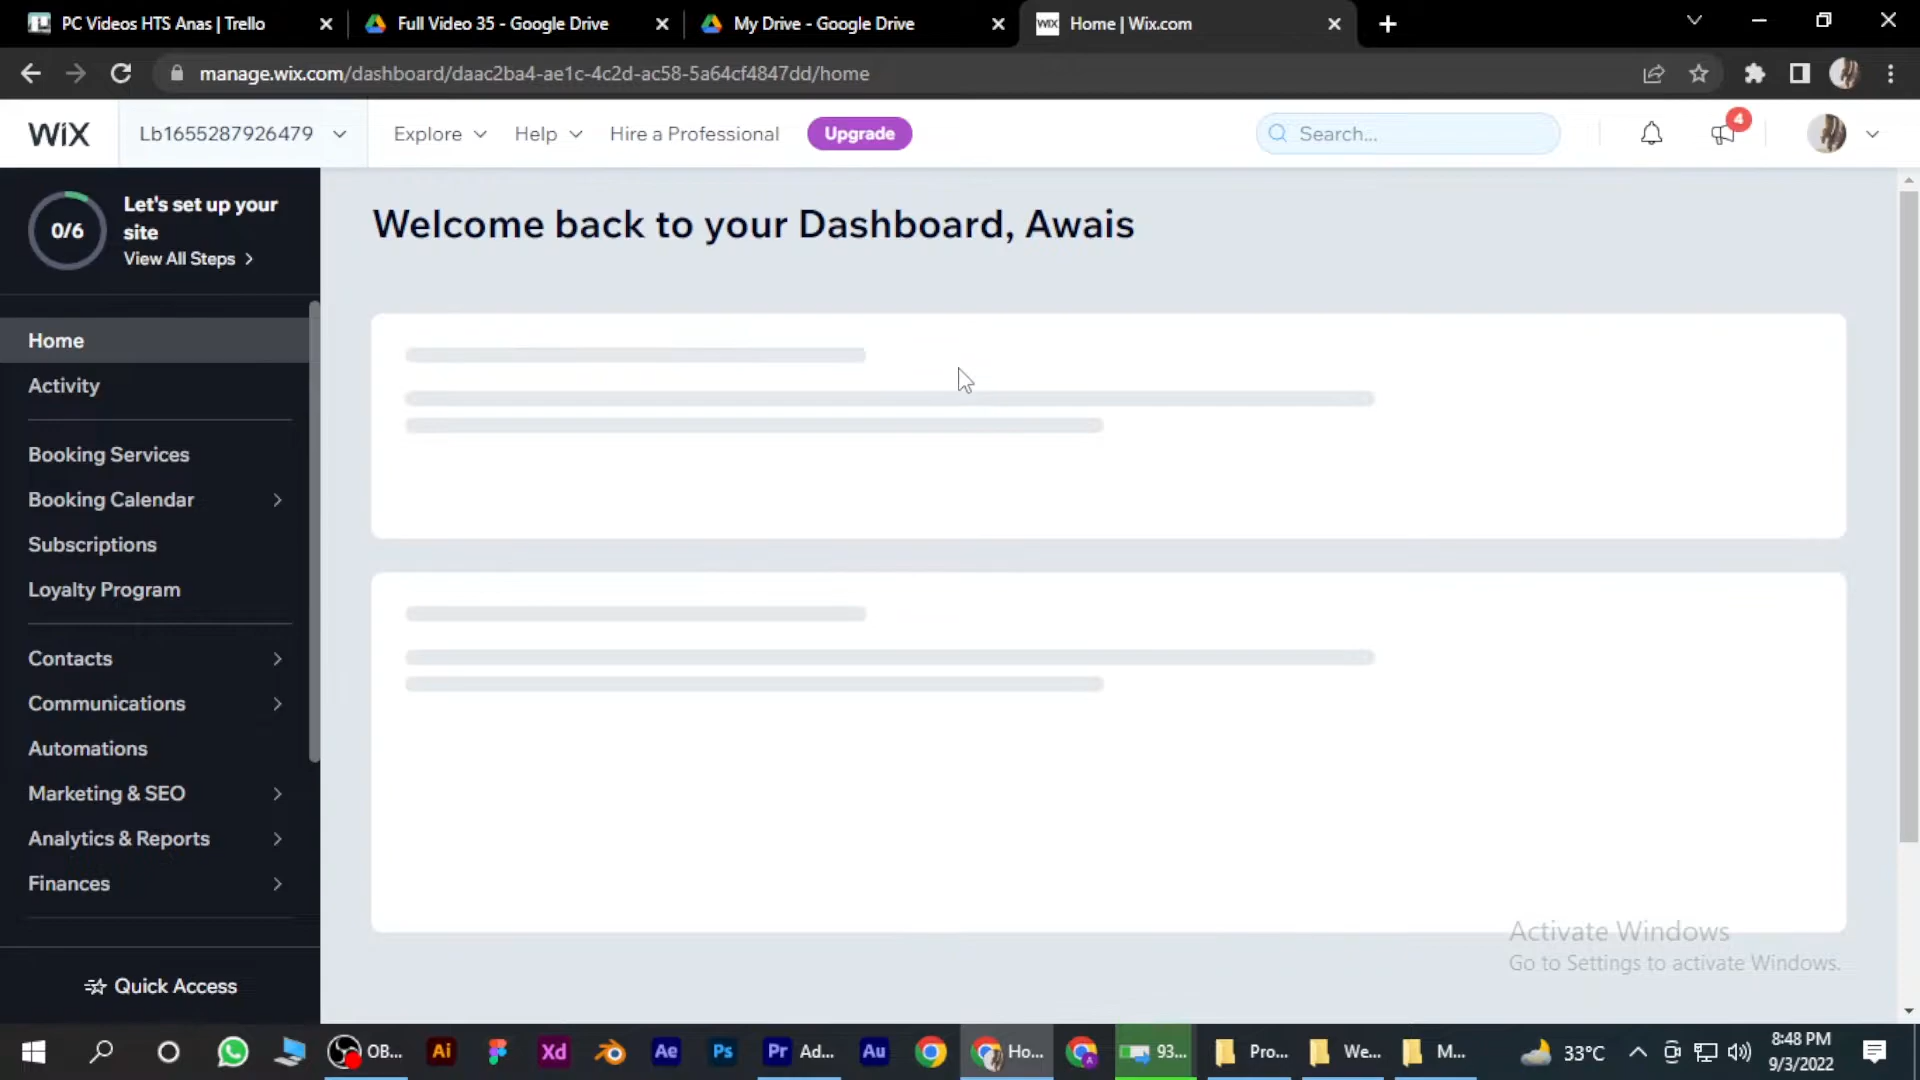 PC Videos HTS Anas | Trello
Full Video 35 - Google Drive
My Drive - Google Drive
WiX
Home | Wix.com
manage.wix.com/dashboard/daac2ba4-ae1c-4c2d-ac58-5a64cf4847dd/home
WiX
Lb1655287926479
Explore
Help
Hire a Professional
Upgrade
Search...
4
0/6
Let's set up your
site
View All Steps
Welcome back to your Dashboard, Awais
Home
Activity
Booking Services
Booking Calendar
Subscriptions
Loyalty Program
Contacts
Communications
Automations
Marketing & SEO
Analytics & Reports
Finances
Quick Access
Activate Windows
Go to Settings to activate Windows.
OB...
Ai
Xd
Ae
Ps
Pr
Ad...
Au
Ho...
A
93...
Pro...
We...
M...
33°C
8:48 PM
9/3/2022